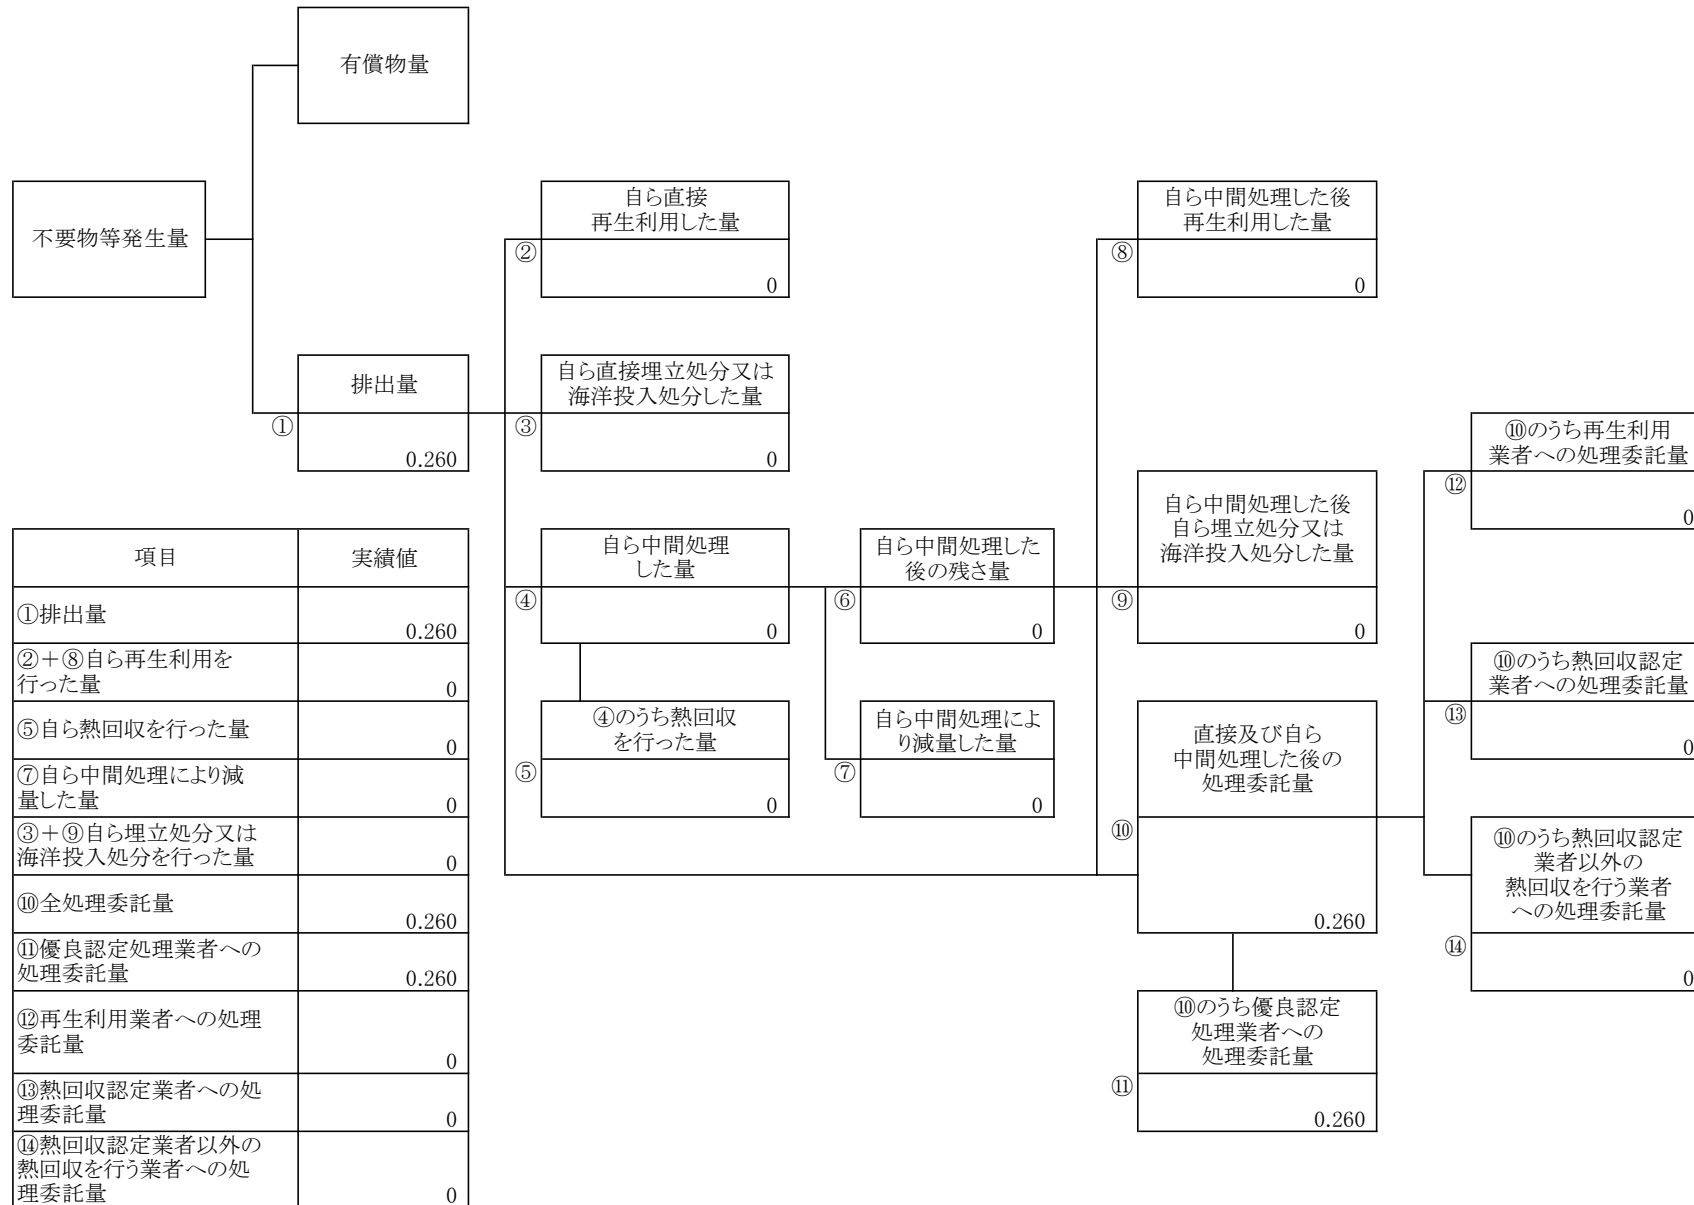 有償物量
不要物等発生量
自ら直接
再生利用した量
②
0
自ら中間処理した後
再生利用した量
⑧
0
排出量
①
0.260
自ら直接埋立処分又は
海洋投入処分した量
③
0
⑩のうち再生利用
業者への処理委託量
⑫
0
自ら中間処理
した量
④
0
自ら中間処理した
後の残さ量
⑥
0
自ら中間処理した後
自ら埋立処分又は
海洋投入処分した量
⑨
0
⑩のうち熱回収認定
業者への処理委託量
⑬
0
④のうち熱回収
を行った量
⑤
0
自ら中間処理によ
り減量した量
⑦
0
直接及び自ら
中間処理した後の
処理委託量
⑩
0.260
⑩のうち熱回収認定
業者以外の
熱回収を行う業者
への処理委託量
⑭
0
⑩のうち優良認定
処理業者への
処理委託量
⑪
0.260
項目 実績値
①排出量
0.260
②+⑧自ら再生利用を
行った量 0
⑤自ら熱回収を行った量
0
⑦自ら中間処理により減
量した量 0
③+⑨自ら埋立処分又は
海洋投入処分を行った量 0
⑩全処理委託量
0.260
⑪優良認定処理業者への
処理委託量 0.260
⑫再生利用業者への処理
委託量 0
⑬熱回収認定業者への処
理委託量 0
⑭熱回収認定業者以外の
熱回収を行う業者への処
理委託量 0